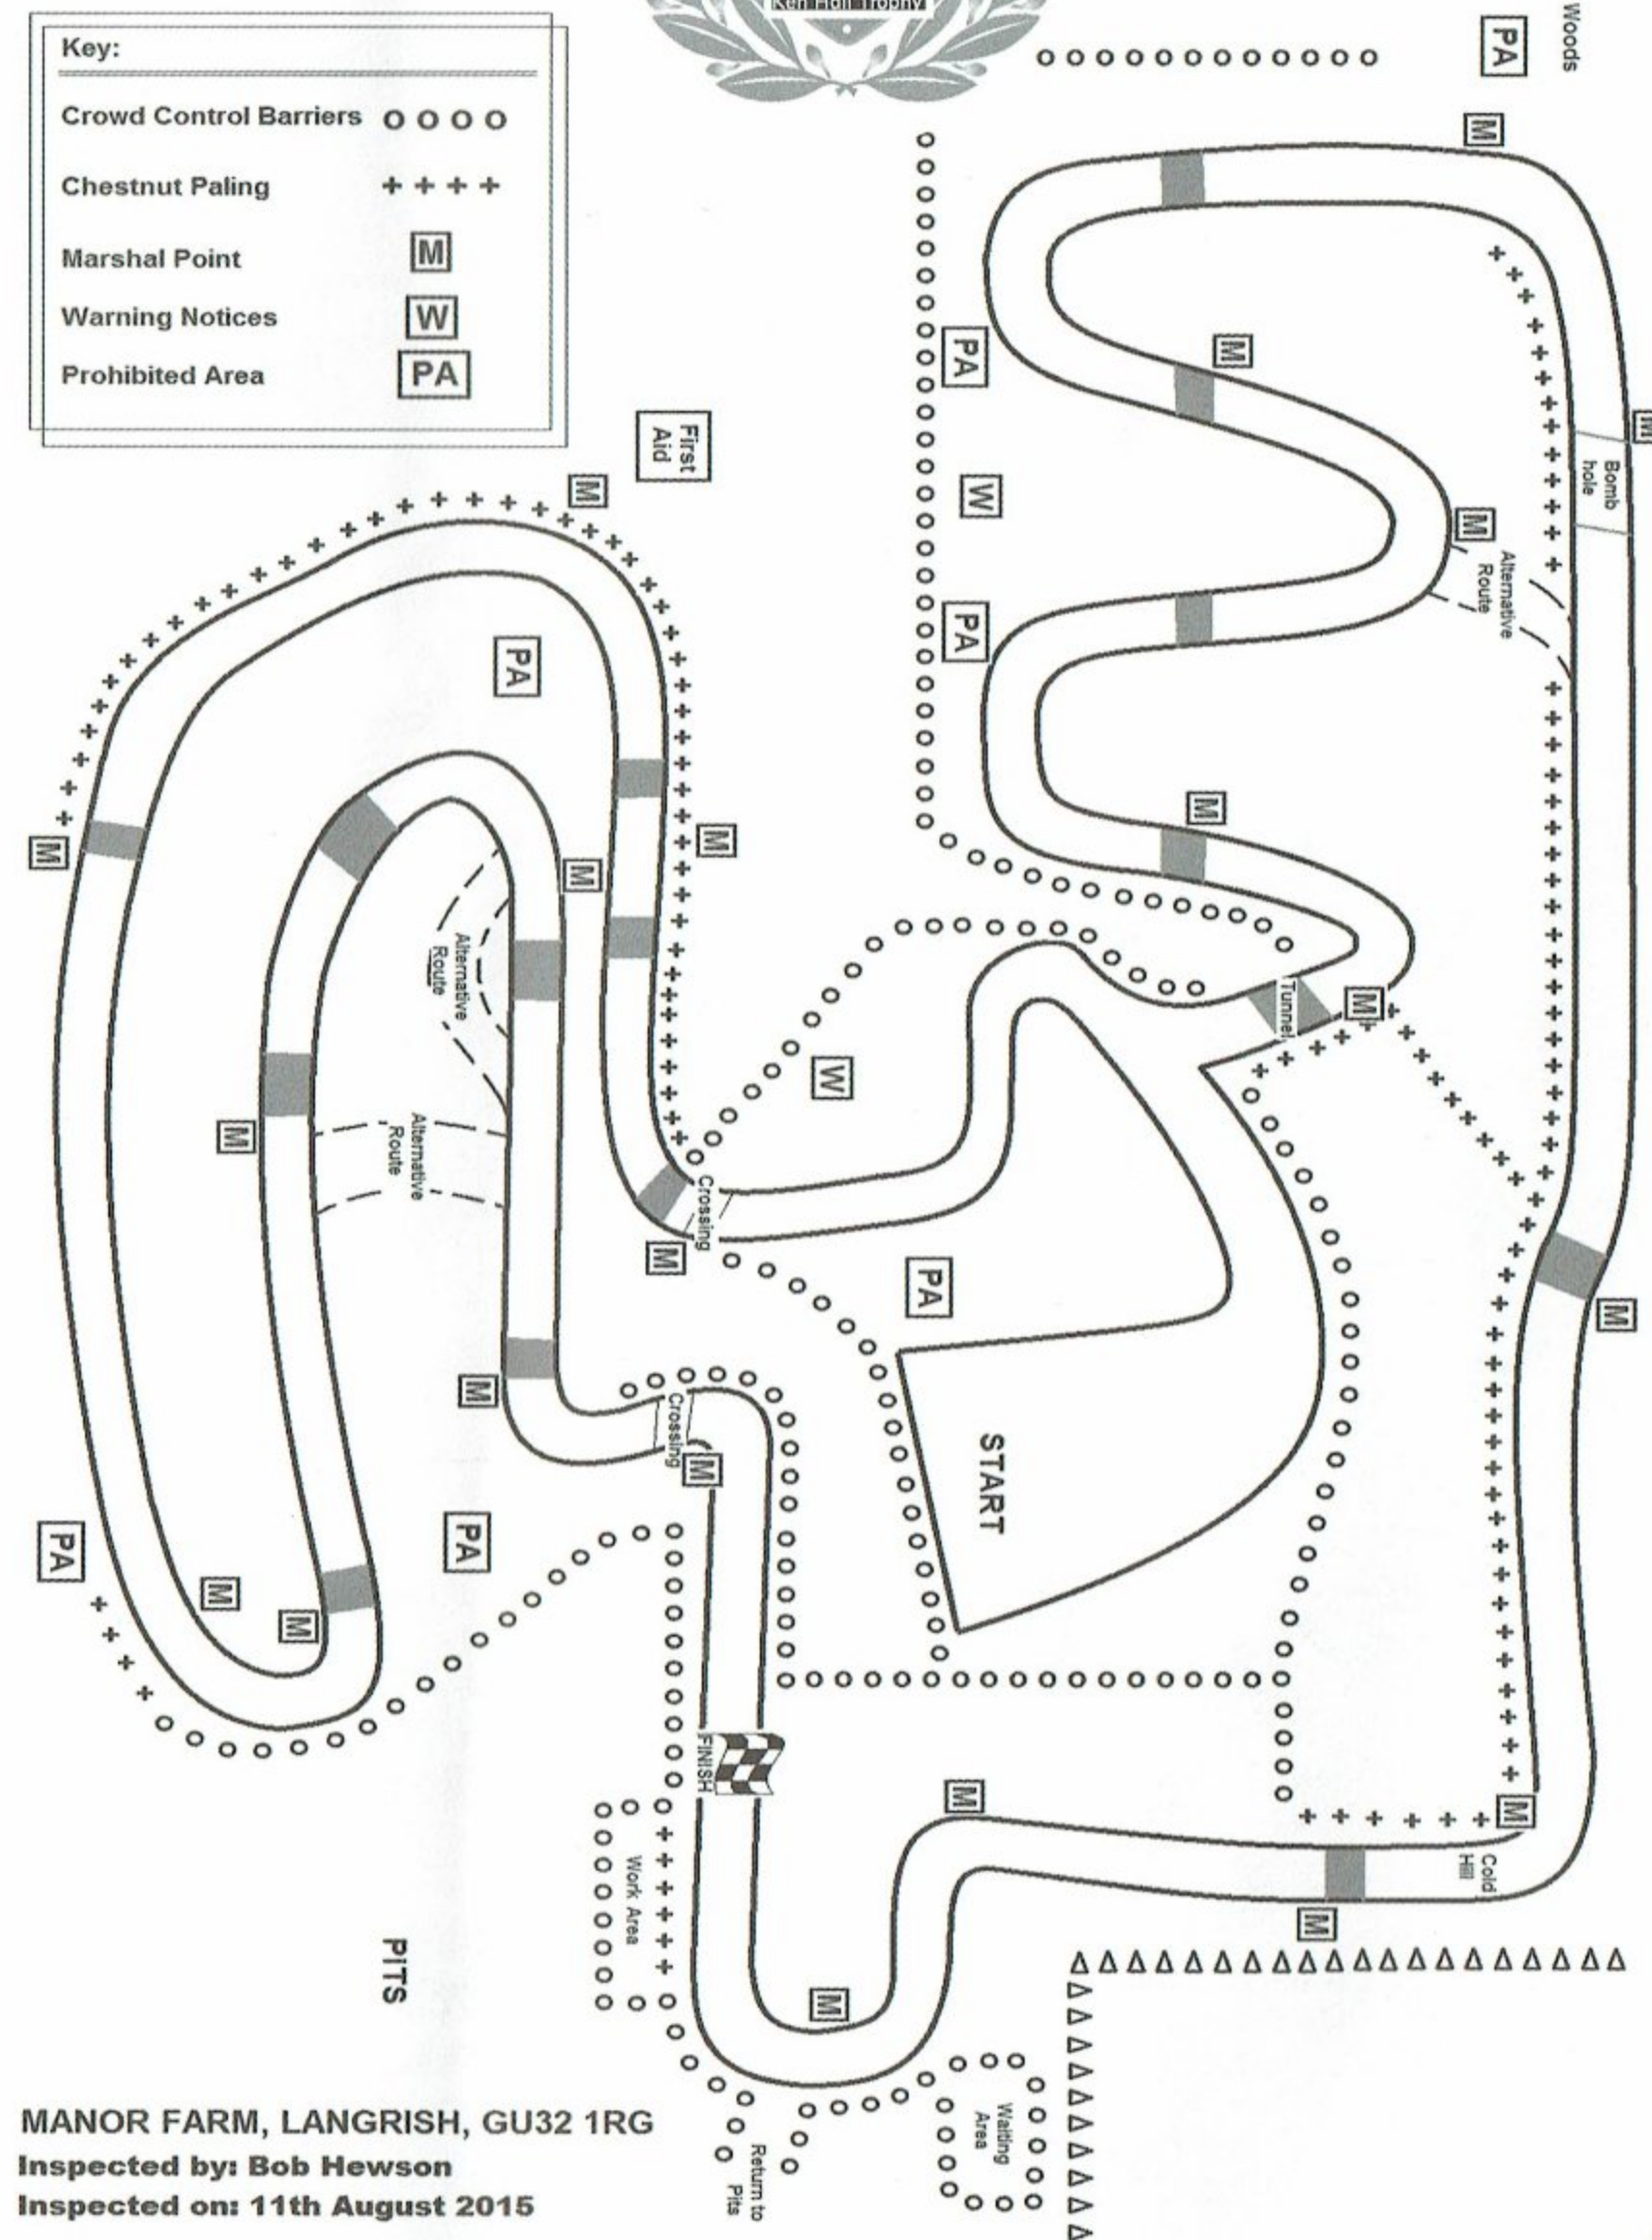 Ken Hall Trophy
Key:
Crowd Control Barriers
Chestnut Paling
Marshal Point M
Warning Notices W
Prohibited Area PA
Woods
PA
M
M
M
Bomb
hole
PA
W
M
Alternative
Route
PA
First
Aid
M
PA
M
M
M
M
M
Alternative
Route
Tunnel
M
W
Alternative
Route
M
Crossing
M
PA
M
M
Crossing
M
START
PA
PA
M
M
FINISH
M
M
Cold
Hill
M
Work Area
PITS
M
Waiting
Area
Return to
Pits
MANOR FARM, LANGRISH, GU32 1RG
Inspected by: Bob Hewson
Inspected on: 11th August 2015